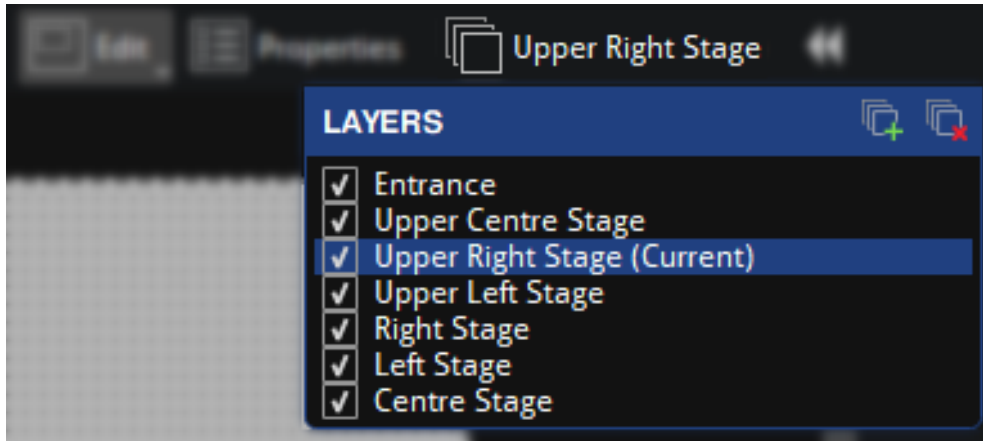 Edit Properties Upper Right Stage
LAYERS
Entrance
Upper Centre Stage
Upper Right Stage (Current)
Upper Left Stage
Right Stage
Left Stage
Centre Stage